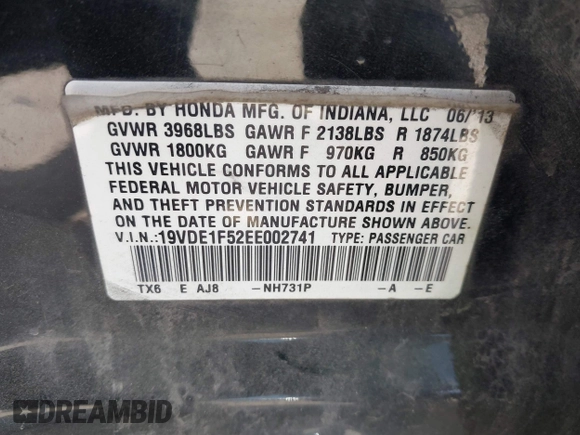 MFD. BY HONDA MFG. OF INDIANA, LLC 06/'13
GVWR 3968LBS GAWR F 2138LBS R 1874LBS
GVWR 1800KG GAWR F 970KG R 850KG
THIS VEHICLE CONFORMS TO ALL APPLICABLE
FEDERAL MOTOR VEHICLE SAFETY, BUMPER,
AND THEFT PREVENTION STANDARDS IN EFFECT
ON THE DATE OF MANUFACTURE SHOWN ABOVE.
V.I.N.:19VDE1F52EE002741 TYPE: PASSENGER CAR
TX6 E AJ8 -NH731P -A -E
DREAMBID